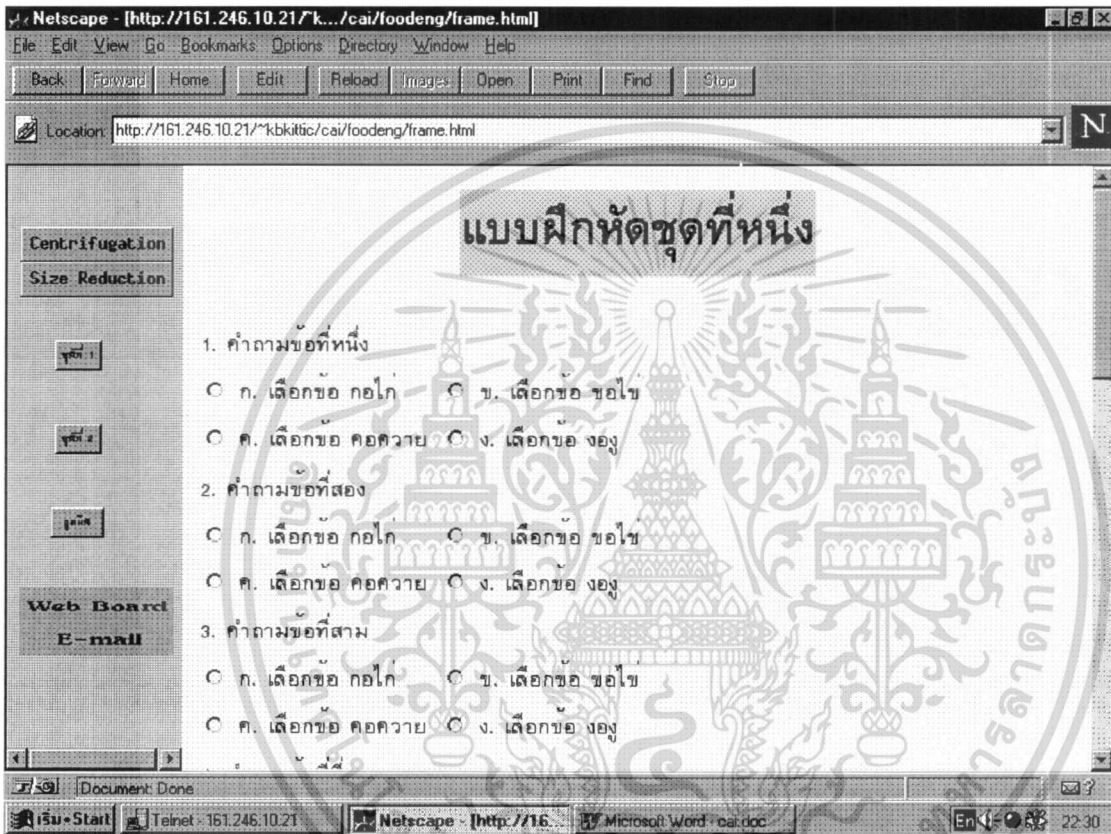 Netscape - [http://161.246.10.21/~k.../cai/foodeng/frame.html]
File Edit View Go Bookmarks Options Directory Window Help
Back Forward Home Edit Reload Images Open Print Find Stop
Location: http://161.246.10.21/~kbkittic/cai/foodeng/frame.html
N
Centrifugation
Size Reduction
ชุดที่ 1
ชุดที่ 2
Web Board
E-mail
แบบฝึกหัดชุดที่หนึ่ง
1. คำถามข้อที่หนึ่ง
ก. เลือกข้อ กอไก่ ข. เลือกข้อ ขอไข่
ค. เลือกข้อ คอควาย ง. เลือกข้อ งองู
2. คำถามข้อที่สอง
ก. เลือกข้อ กอไก่ ข. เลือกข้อ ขอไข่
ค. เลือกข้อ คอควาย ง. เลือกข้อ งองู
3. คำถามข้อที่สาม
ก. เลือกข้อ กอไก่ ข. เลือกข้อ ขอไข่
ค. เลือกข้อ คอควาย ง. เลือกข้อ งองู
Document: Done
เริ่ม Start Telnet - 161.246.10.21 Netscape - [http://16... Microsoft Word - cai.doc En 22:30